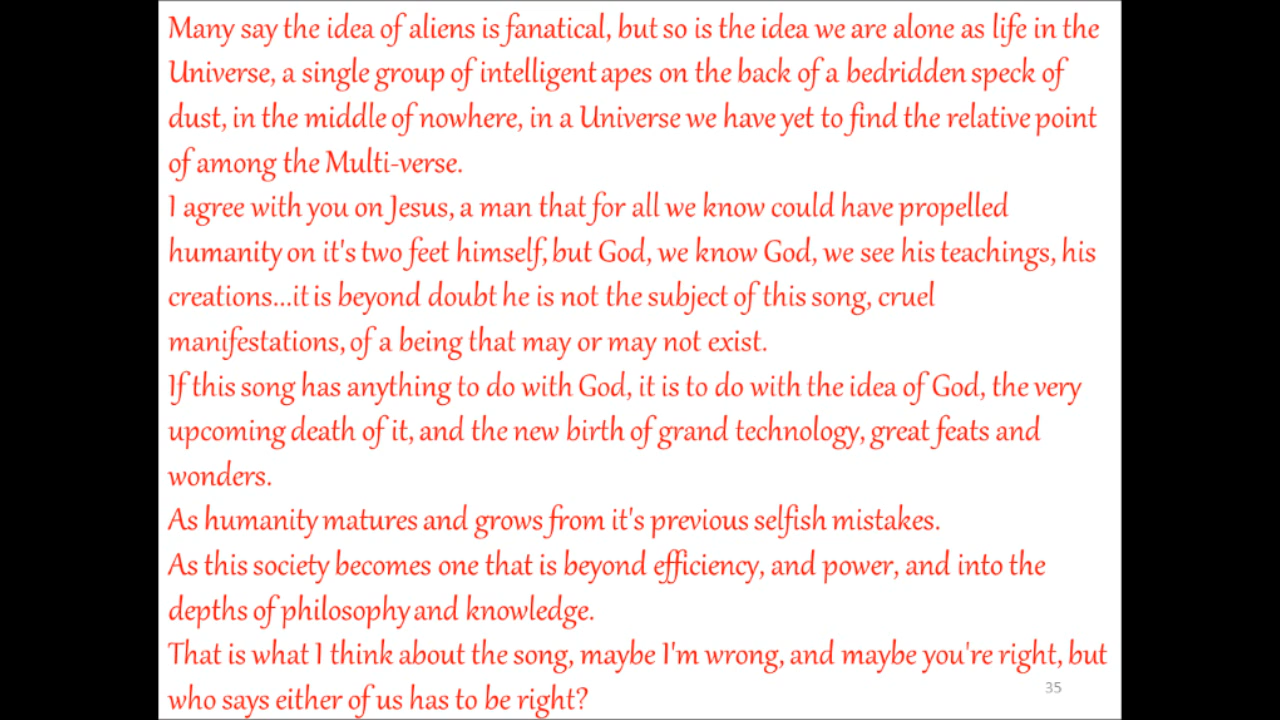 Many say the idea of aliens is fanatical, but so is the idea we are alone as life in the
Universe, a single group of intelligent apes on the back of a bedridden speck of
dust, in the middle of nowhere, in a Universe we have yet to find the relative point
of among the Multi-verse.
I agree with you on Jesus, a man that for all we know could have propelled
humanity on it's two feet himself, but God, we know God, we see his teachings, his
creations...it is beyond doubt he is not the subject of this song, cruel
manifestations, of a being that may or may not exist.
If this song has anything to do with God, it is to do with the idea of God, the very
upcoming death of it, and the new birth of grand technology, great feats and
wonders.
As humanity matures and grows from it's previous selfish mistakes.
As this society becomes one that is beyond efficiency, and power, and into the
depths of philosophy and knowledge.
That is what I think about the song, maybe I'm wrong, and maybe you're right, but
who says either of us has to be right?
35